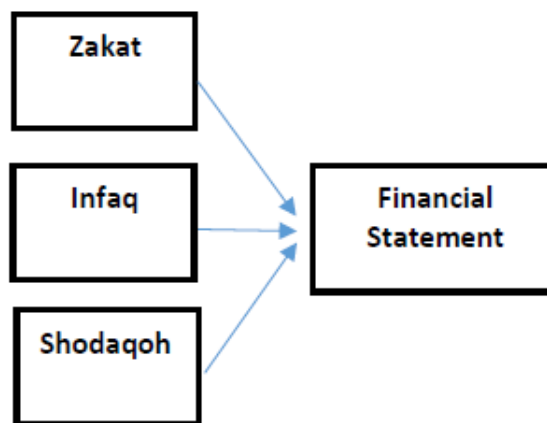 Zakat
Infaq
Shodaqoh
Financial
Statement